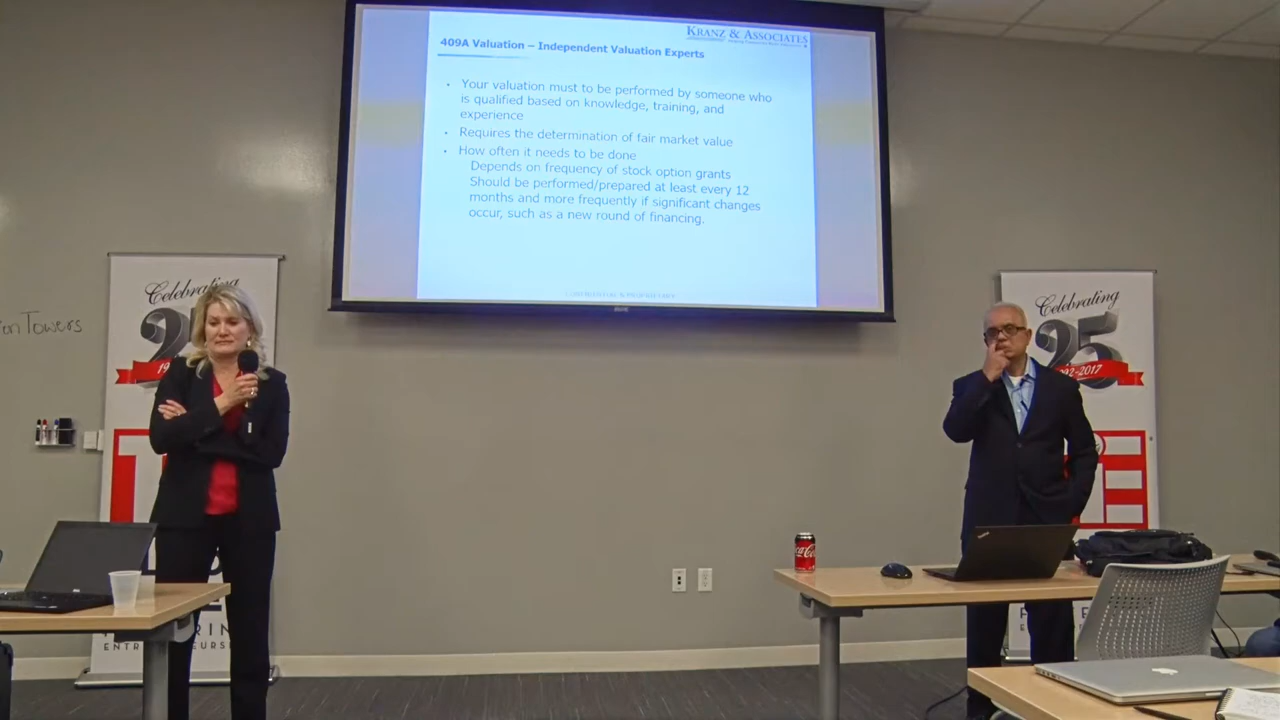 KRANZ & ASSOCIATES
409A Valuation – Independent Valuation Experts
• Your valuation must to be performed by someone who
is qualified based on knowledge, training, and
experience
• Requires the determination of fair market value
• How often it needs to be done
Depends on frequency of stock option grants
Should be performed/prepared at least every 12
months and more frequently if significant changes
occur, such as a new round of financing.
Celebrating
Celebrating
25
1992-2017
Towers
Coca-Cola